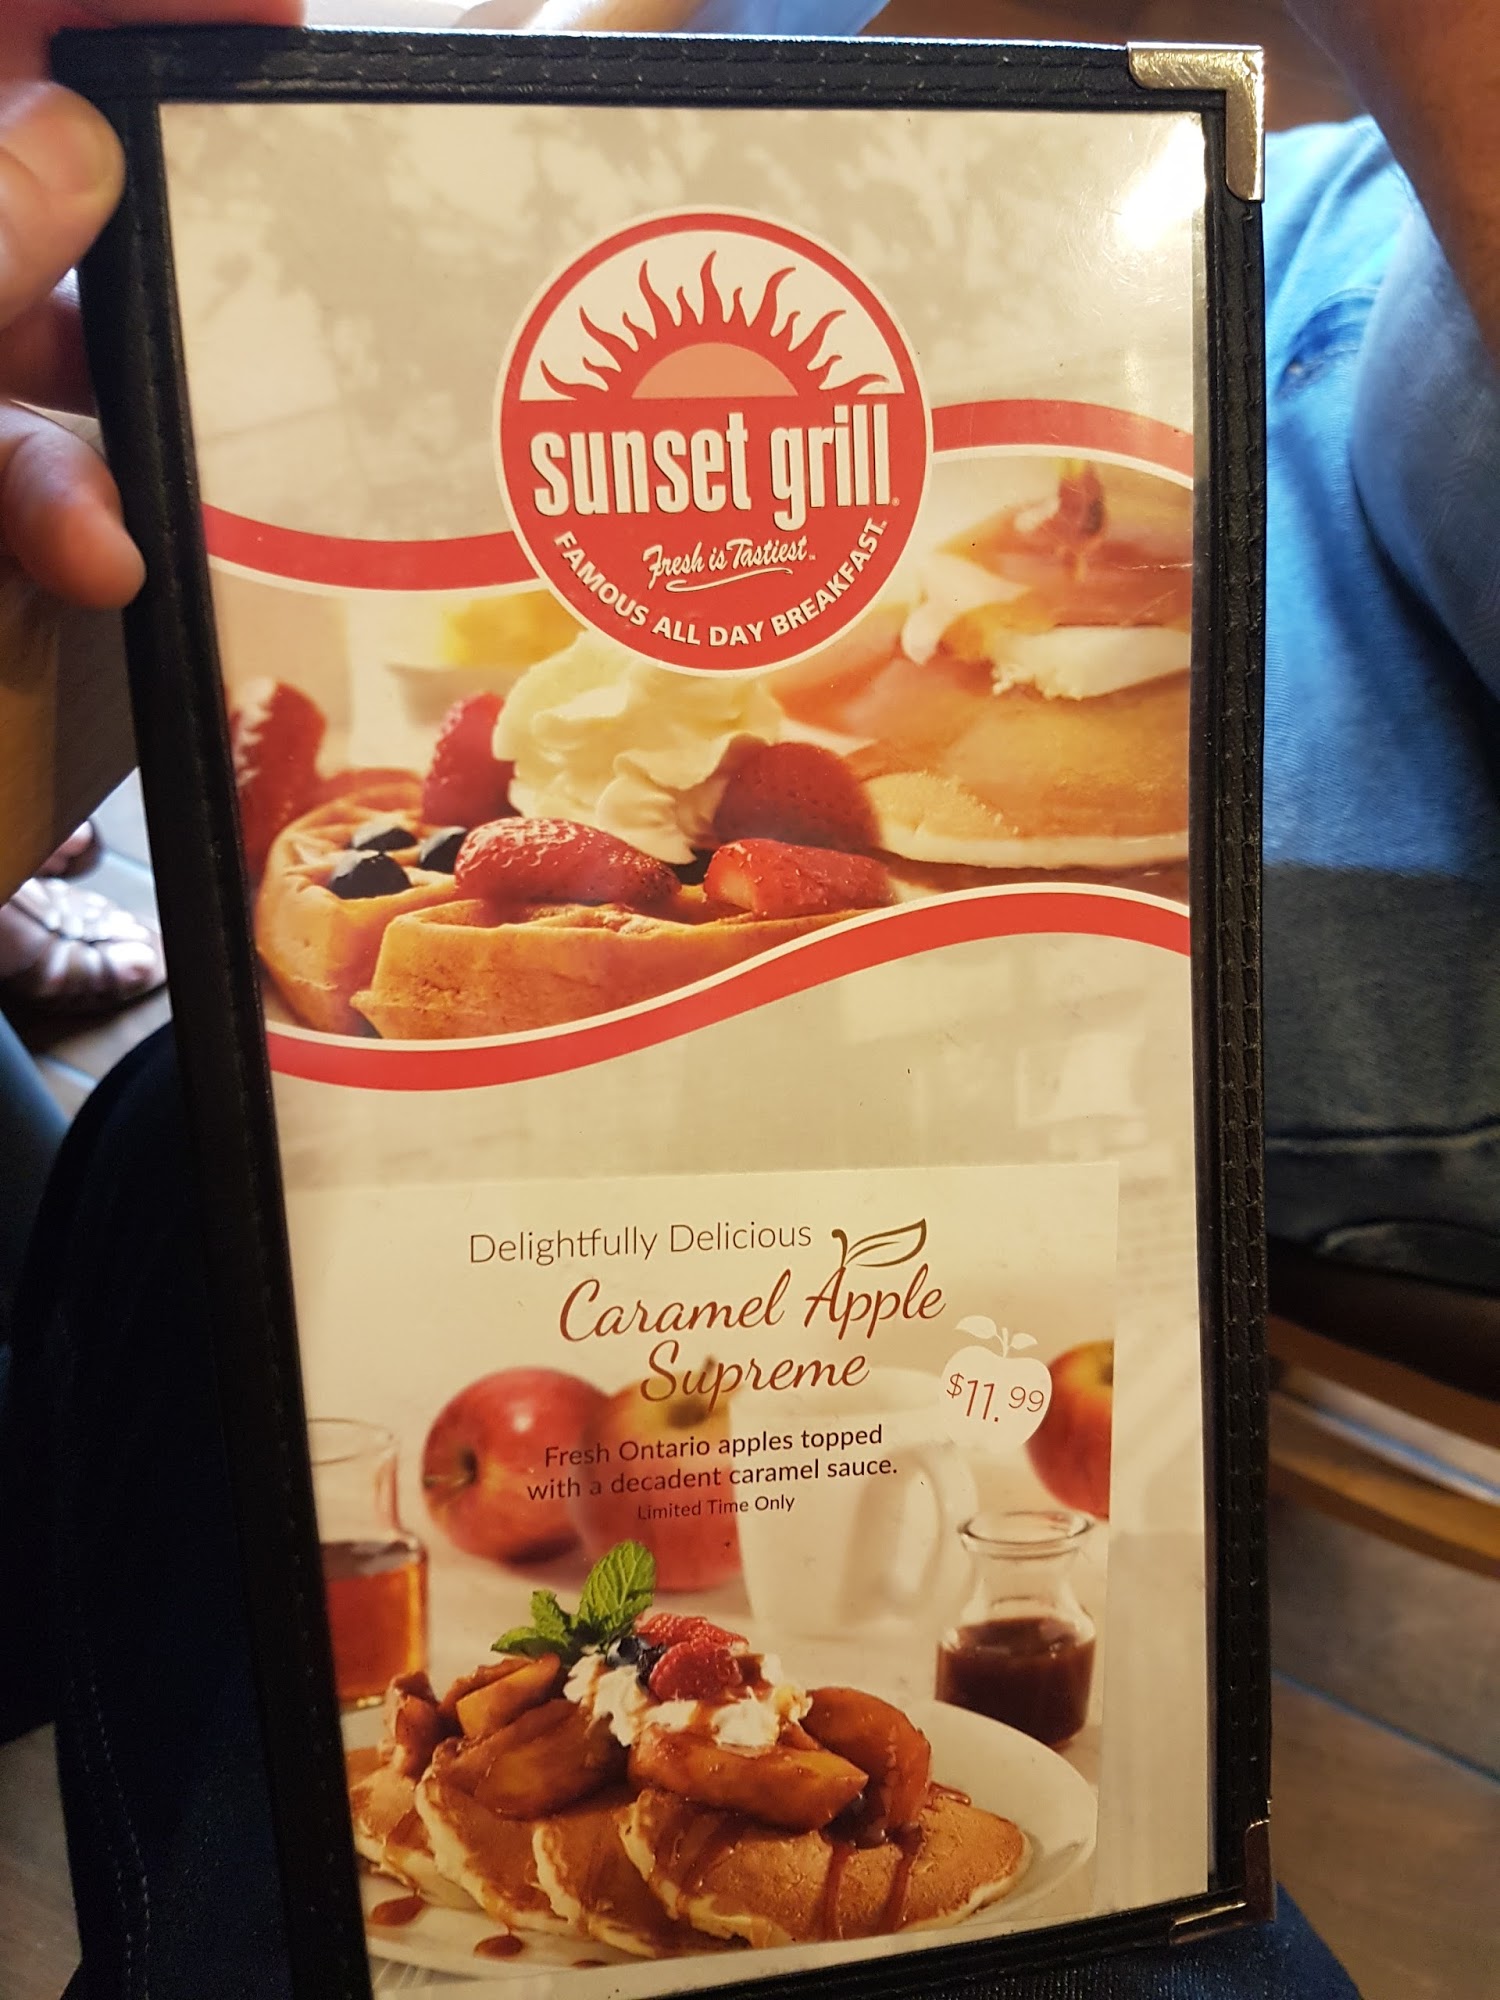 sunset grill®
Fresh is Tastiest™
FAMOUS ALL DAY BREAKFAST.
Delightfully Delicious
Caramel Apple
Supreme
$11.99
Fresh Ontario apples topped
with a decadent caramel sauce.
Limited Time Only